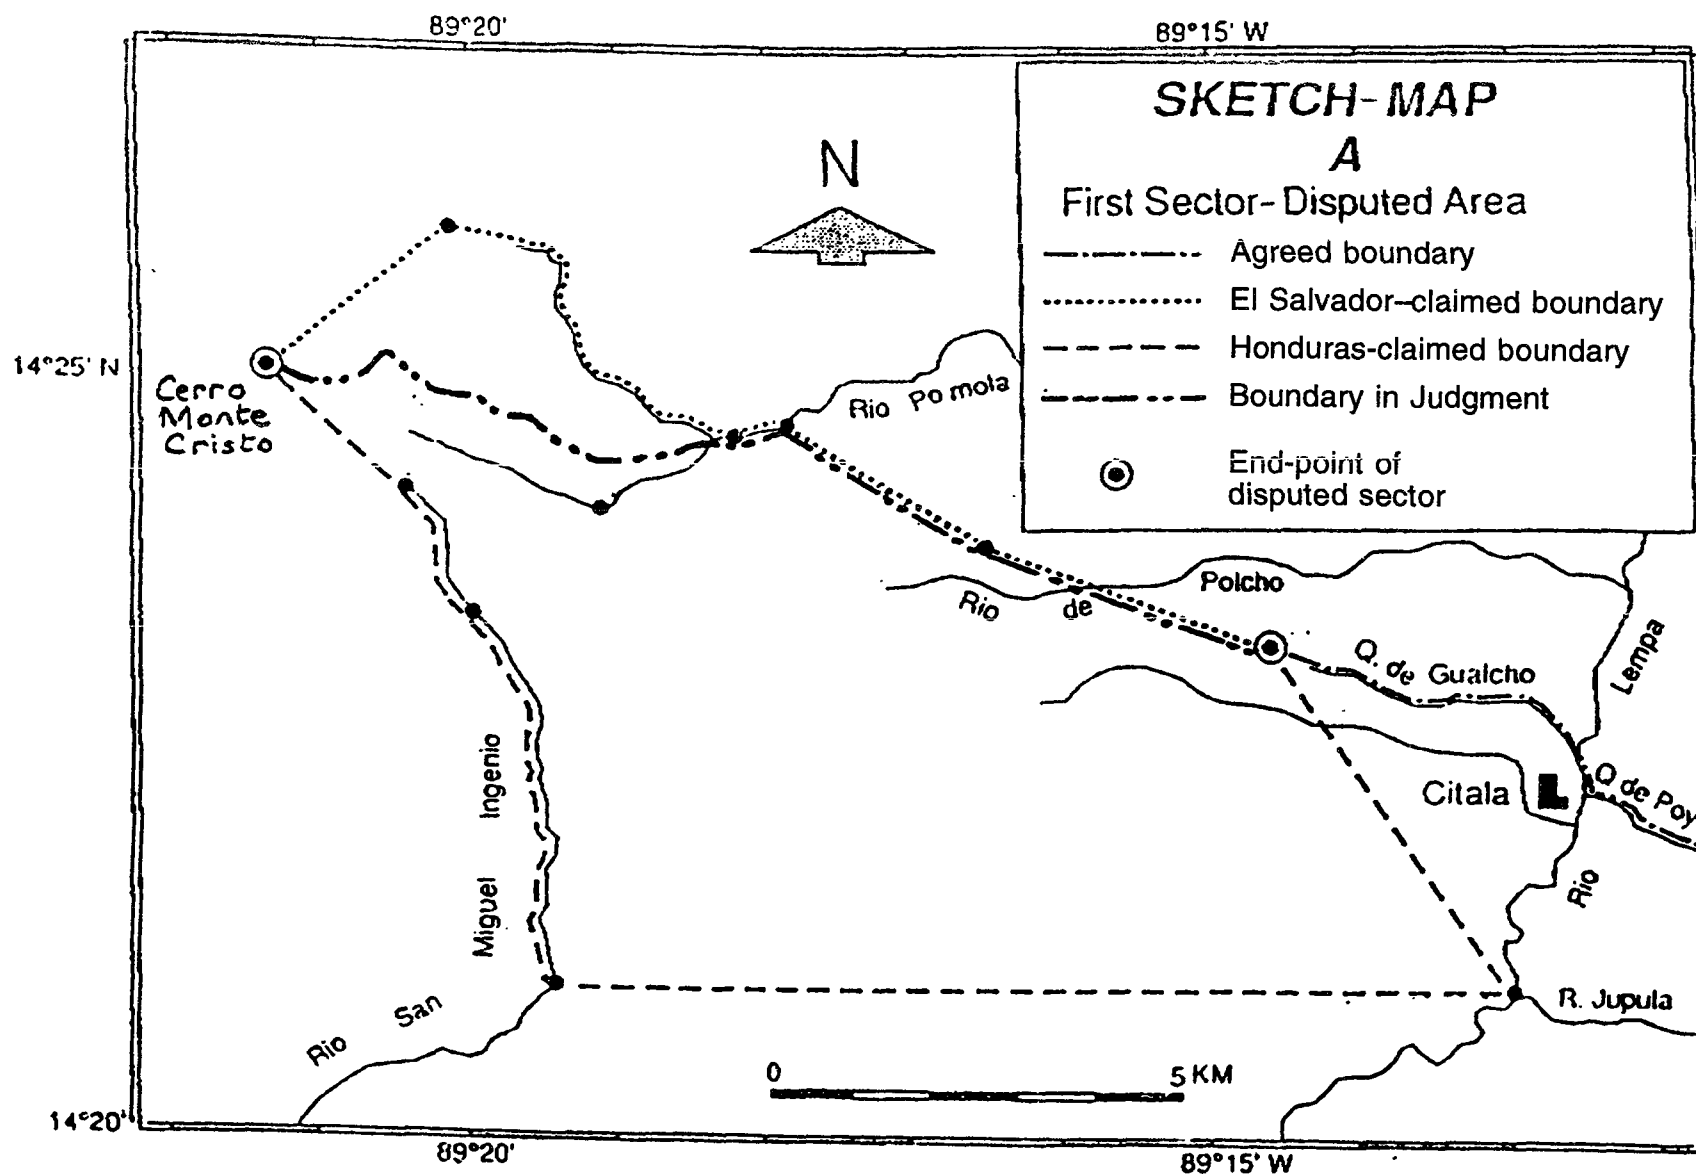 89°20'
89°15' W
SKETCH-MAP
A
First Sector-Disputed Area
Agreed boundary
El Salvador-claimed boundary
Honduras-claimed boundary
Boundary in Judgment
End-point of
disputed sector
N
14°25' N
Cerro
Monte
Cristo
Rio Pomola
Rio de Polcho
Q. de Gualcho
Lempa
Rio
Citala
Q de Poy
Rio San Miguel Ingenio
R. Jupula
0 5 KM
14°20'
89°20'
89°15' W